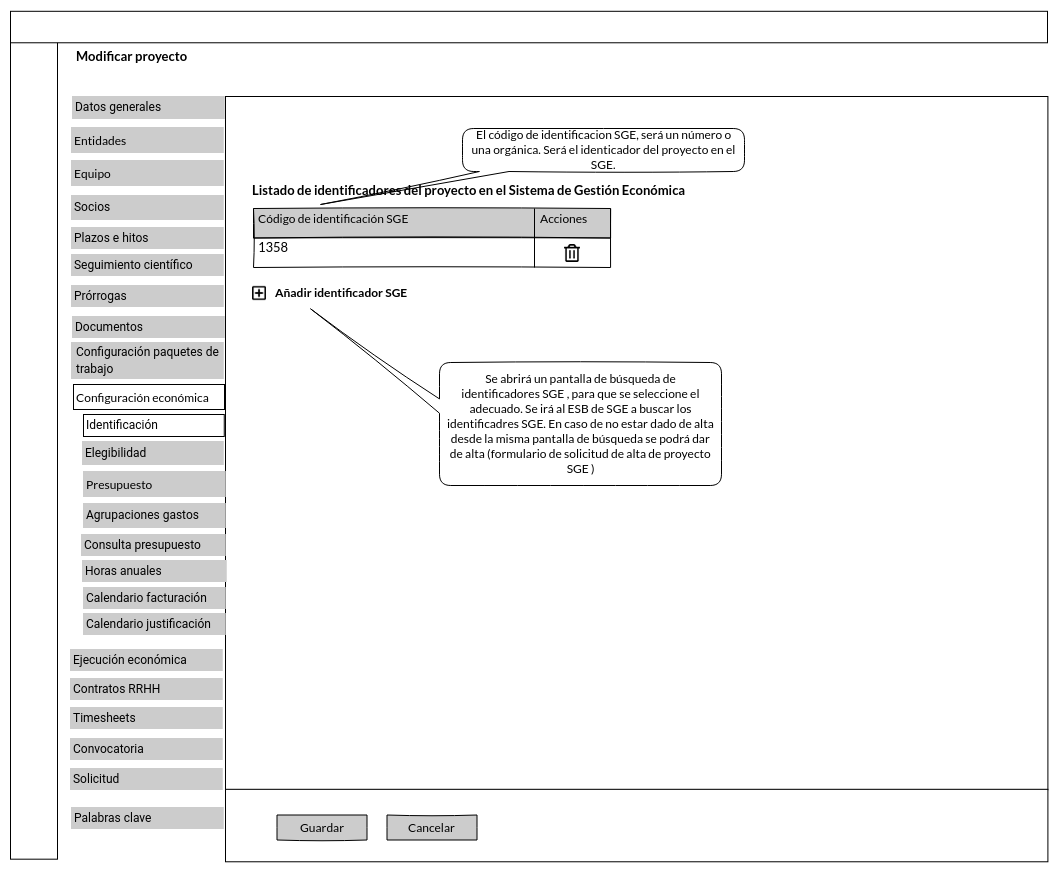 Modificar proyecto
Datos generales
Entidades
Equipo
Socios
Plazos e hitos
Seguimiento científico
Prórrogas
Documentos
Configuración paquetes de
trabajo
Configuración económica
Identificación
Elegibilidad
Presupuesto
Agrupaciones gastos
Consulta presupuesto
Horas anuales
Calendario facturación
Calendario justificación
Ejecución económica
Contratos RRHH
Timesheets
Convocatoria
Solicitud
Palabras clave
El código de identificacion SGE, será un número o
una orgánica. Será el identicador del proyecto en el
SGE.
Listado de identificadores del proyecto en el Sistema de Gestión Económica
Código de identificación SGE Acciones
1358
Añadir identificador SGE
Se abrirá un pantalla de búsqueda de
identificadores SGE , para que se seleccione el
adecuado. Se irá al ESB de SGE a buscar los
identificadres SGE. En caso de no estar dado de alta
desde la misma pantalla de búsqueda se podrá dar
de alta (formulario de solicitud de alta de proyecto
SGE )
Guardar Cancelar